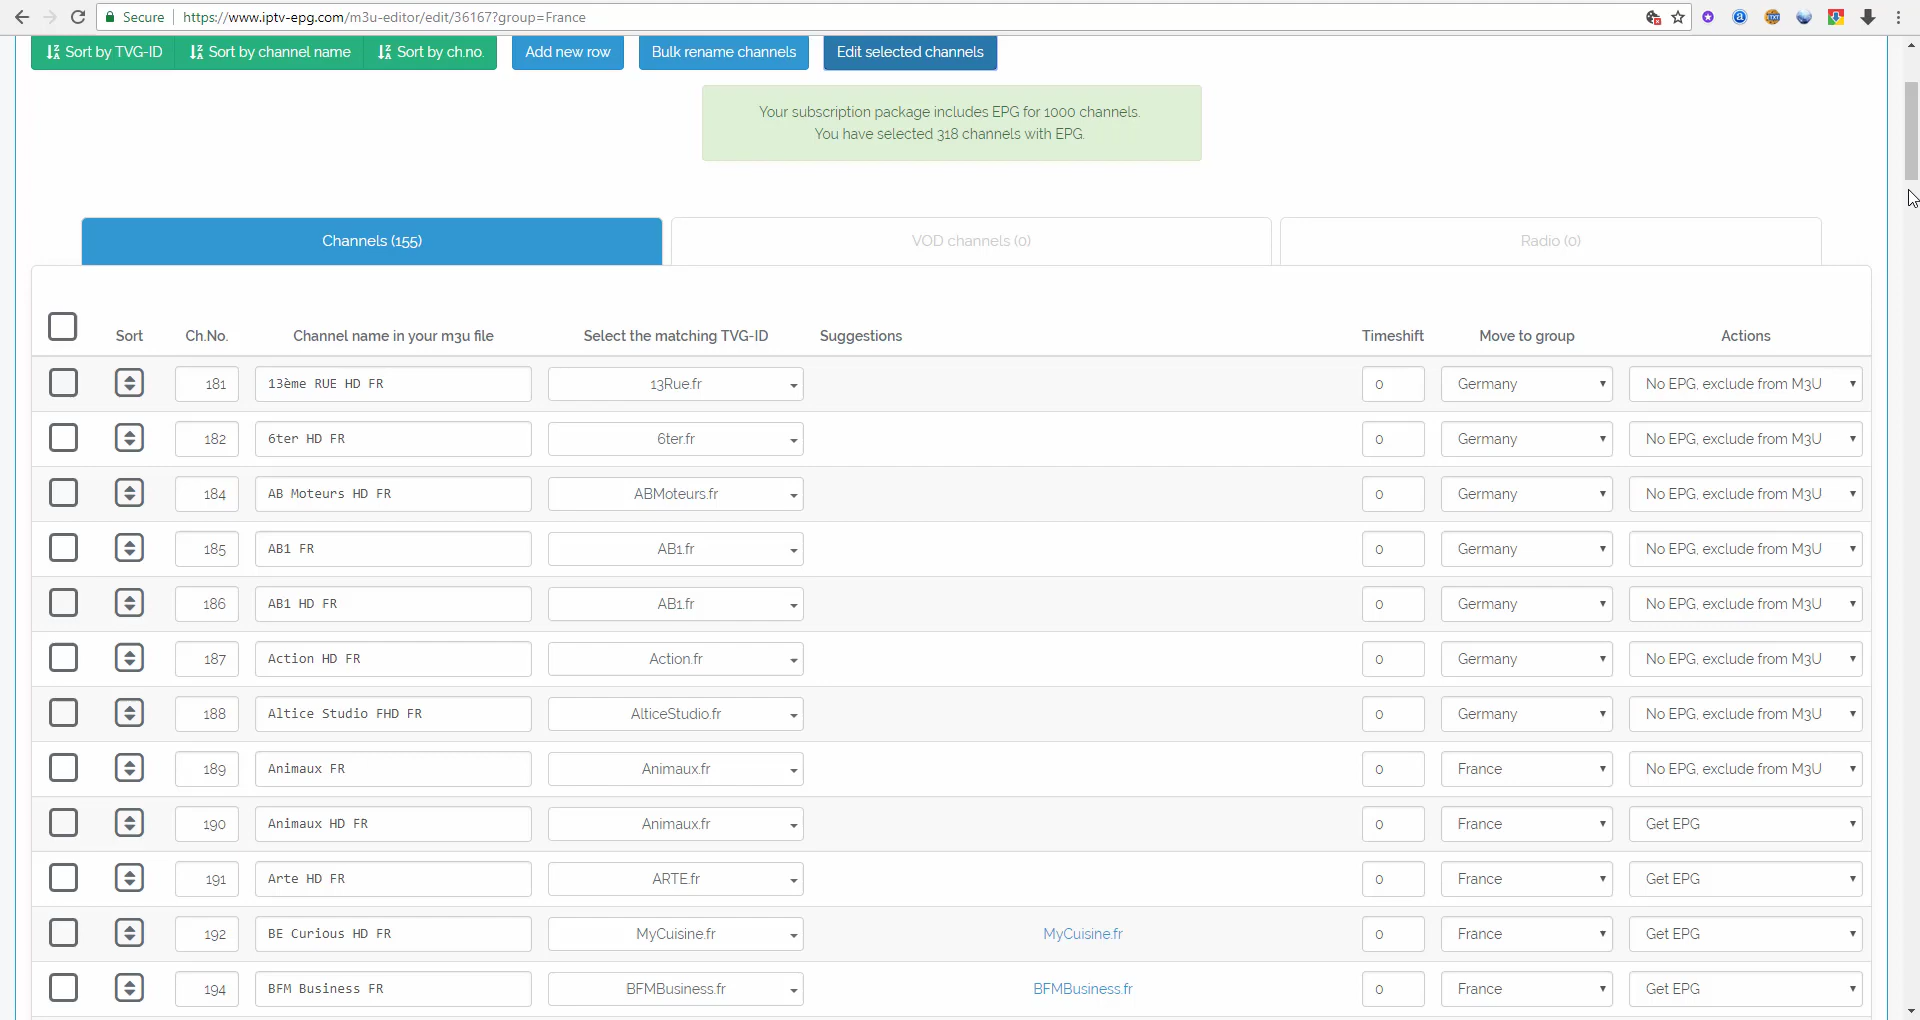 Secure https://www.iptv-epg.com/m3u-editor/edit/36167?group=France
Sort by TVG-ID Sort by channel name Sort by ch.no. Add new row Bulk rename channels Edit selected channels
Your subscription package includes EPG for 1000 channels.
You have selected 318 channels with EPG.
Channels (155) VOD channels (0) Radio (0)
Sort Ch.No. Channel name in your m3u file Select the matching TVG-ID Suggestions Timeshift Move to group Actions
181 13ème RUE HD FR 13Rue.fr 0 Germany No EPG, exclude from M3U
182 6ter HD FR 6ter.fr 0 Germany No EPG, exclude from M3U
184 AB Moteurs HD FR ABMoteurs.fr 0 Germany No EPG, exclude from M3U
185 AB1 FR AB1.fr 0 Germany No EPG, exclude from M3U
186 AB1 HD FR AB1.fr 0 Germany No EPG, exclude from M3U
187 Action HD FR Action.fr 0 Germany No EPG, exclude from M3U
188 Altice Studio FHD FR AlticeStudio.fr 0 Germany No EPG, exclude from M3U
189 Animaux FR Animaux.fr 0 France No EPG, exclude from M3U
190 Animaux HD FR Animaux.fr 0 France Get EPG
191 Arte HD FR ARTE.fr 0 France Get EPG
192 BE Curious HD FR MyCuisine.fr MyCuisine.fr 0 France Get EPG
194 BFM Business FR BFMBusiness.fr BFMBusiness.fr 0 France Get EPG